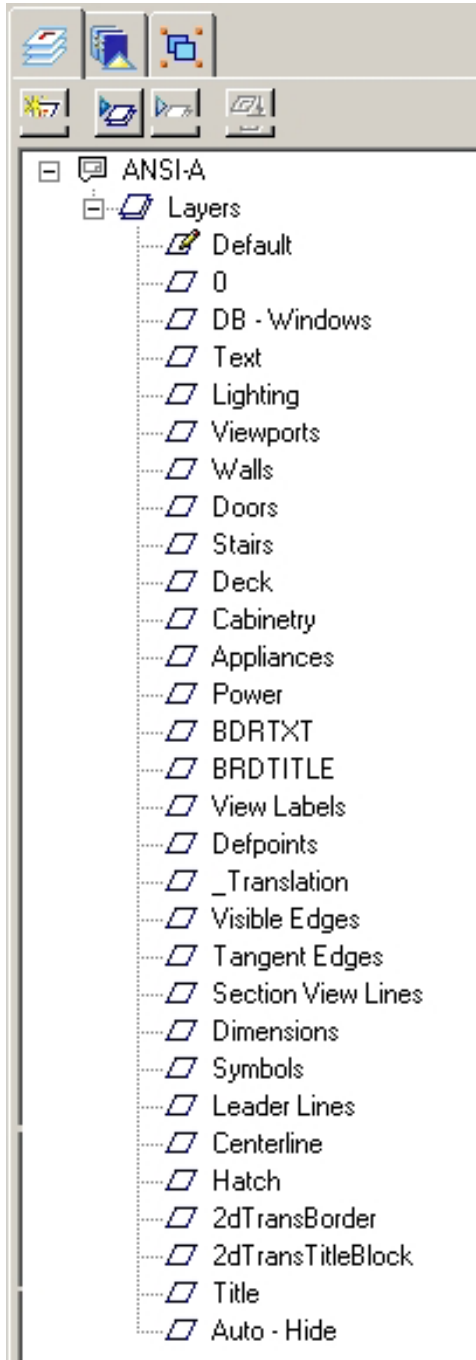 ANSI-A
Layers
Default
0
DB - Windows
Text
Lighting
Viewports
Walls
Doors
Stairs
Deck
Cabinetry
Appliances
Power
BDRTXT
BRDTITLE
View Labels
Defpoints
_Translation
Visible Edges
Tangent Edges
Section View Lines
Dimensions
Symbols
Leader Lines
Centerline
Hatch
2dTransBorder
2dTransTitleBlock
Title
Auto - Hide